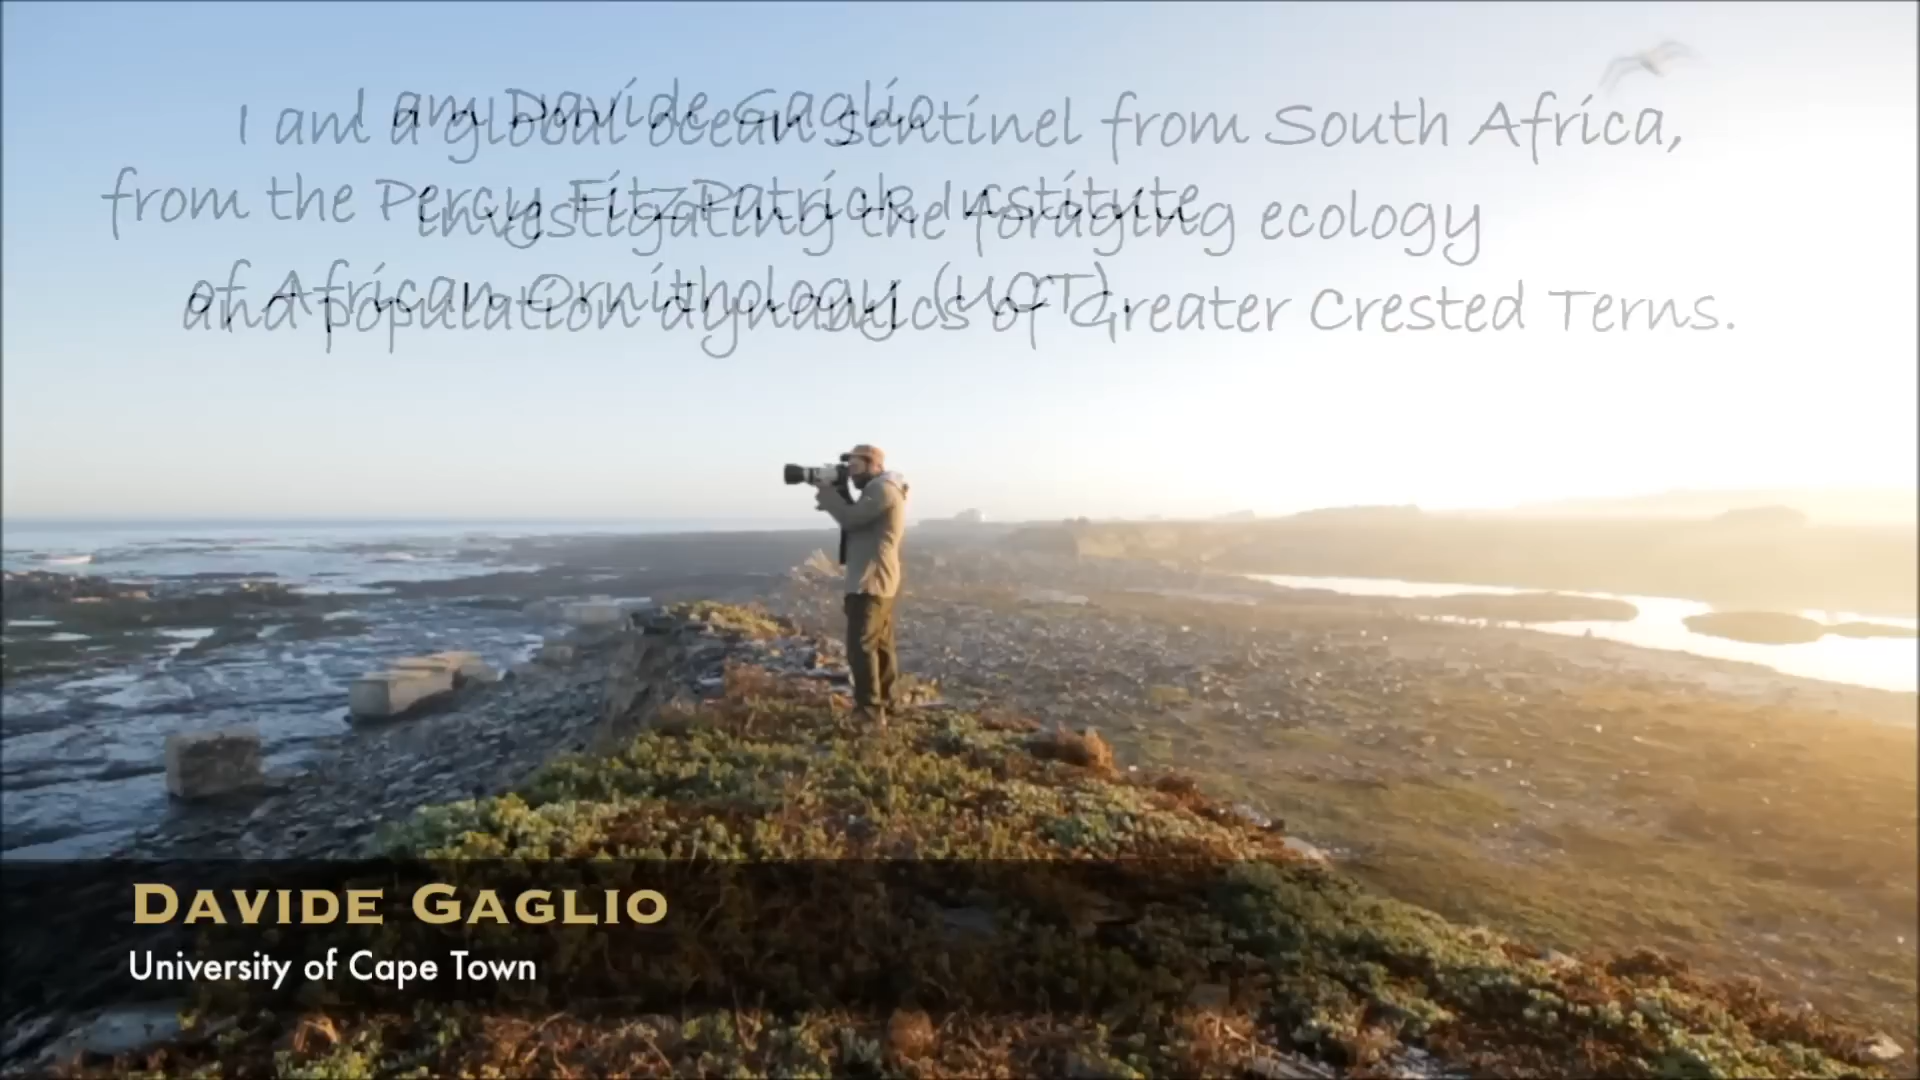 I am Davide Gaglio
from the Percy FitzPatrick Institute
of African Ornithology (UCT).
I am a global ocean sentinel from South Africa,
investigating the foraging ecology
and population dynamics of Greater Crested Terns.
DAVIDE GAGLIO
University of Cape Town